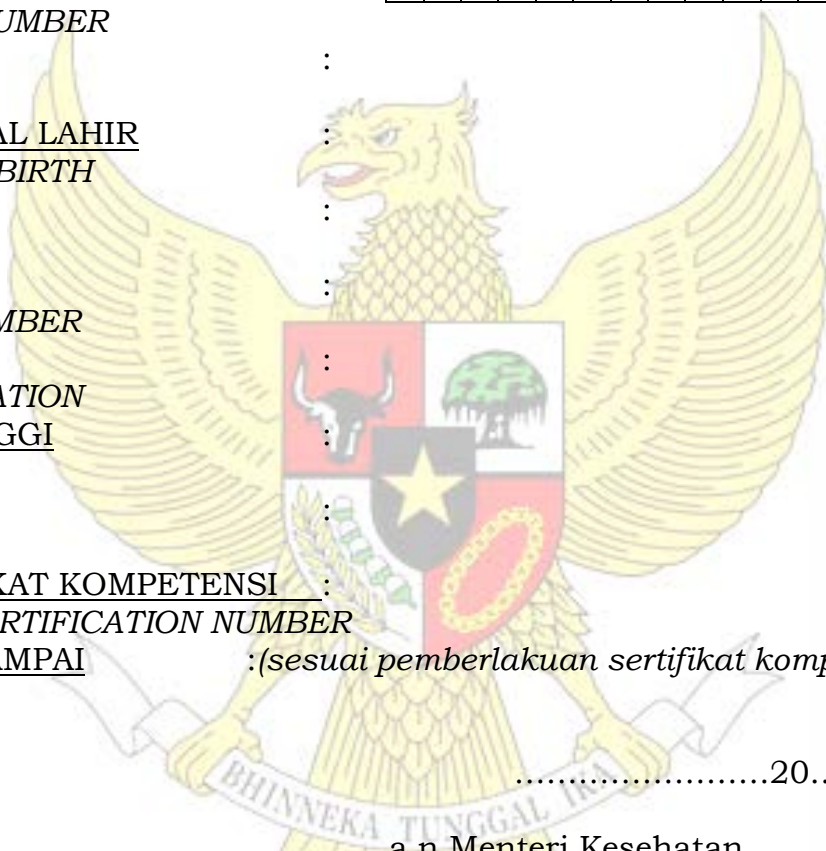 UMBER
:
AL LAHIR :
BIRTH
:
:
MBER
:
ATION
GGI :
:
KAT KOMPETENSI :
RTIFICATION NUMBER
AMPAI :(sesuai pemberlakuan sertifikat komp
........................20...
BHINNEKA TUNGGAL IKA
a.n Menteri Kesehatan